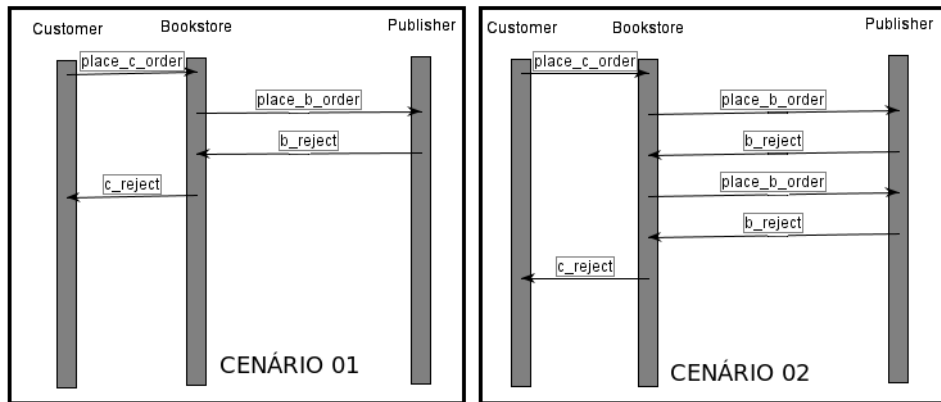 Customer
Bookstore
Publisher
place_c_order
place_b_order
b_reject
c_reject
CENÁRIO 01
Customer
Bookstore
Publisher
place_c_order
place_b_order
b_reject
place_b_order
b_reject
c_reject
CENÁRIO 02